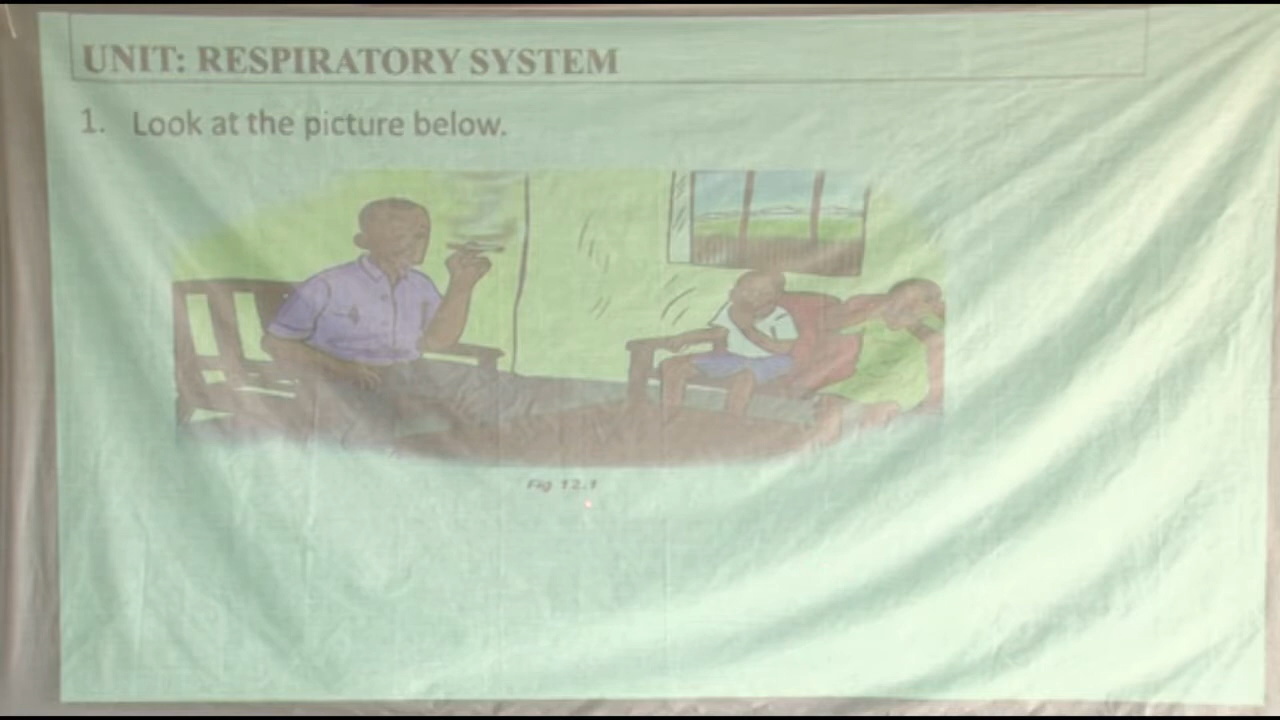 UNIT: RESPIRATORY SYSTEM
1. Look at the picture below.
Fig 12.1